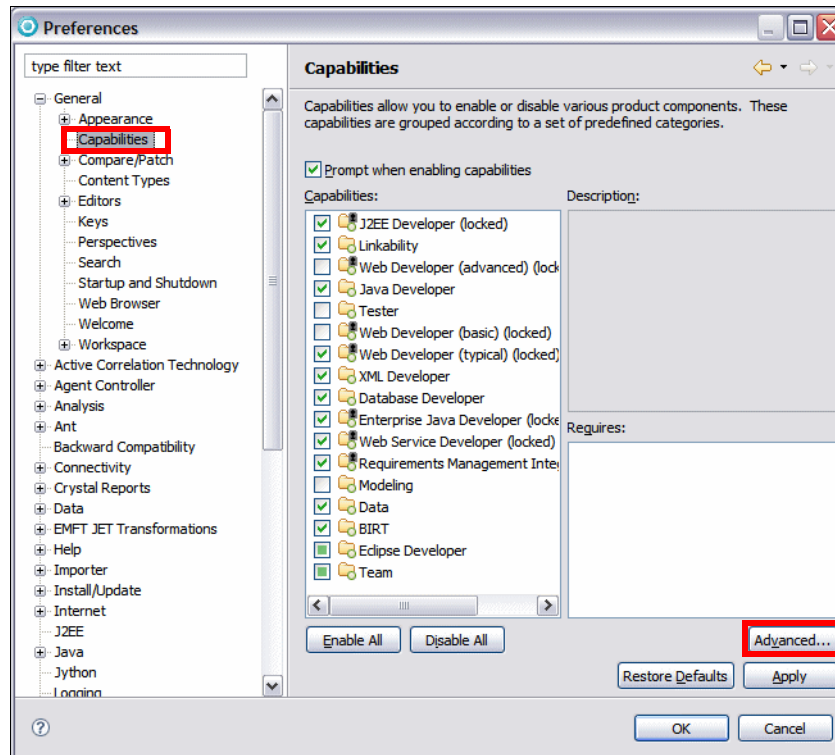 Preferences
type filter text
General
Appearance
Capabilities
Compare/Patch
Content Types
Editors
Keys
Perspectives
Search
Startup and Shutdown
Web Browser
Welcome
Workspace
Active Correlation Technology
Agent Controller
Analysis
Ant
Backward Compatibility
Connectivity
Crystal Reports
Data
EMFT JET Transformations
Help
Importer
Install/Update
Internet
J2EE
Java
Jython
Logging
Capabilities
Capabilities allow you to enable or disable various product components. These
capabilities are grouped according to a set of predefined categories.
Prompt when enabling capabilities
Capabilities:
J2EE Developer (locked)
Linkability
Web Developer (advanced) (lock
Java Developer
Tester
Web Developer (basic) (locked)
Web Developer (typical) (locked)
XML Developer
Database Developer
Enterprise Java Developer (locke
Web Service Developer (locked)
Requirements Management Inte
Modeling
Data
BIRT
Eclipse Developer
Team
Description:
Requires:
Enable All
Disable All
Advanced...
Restore Defaults
Apply
?
OK
Cancel